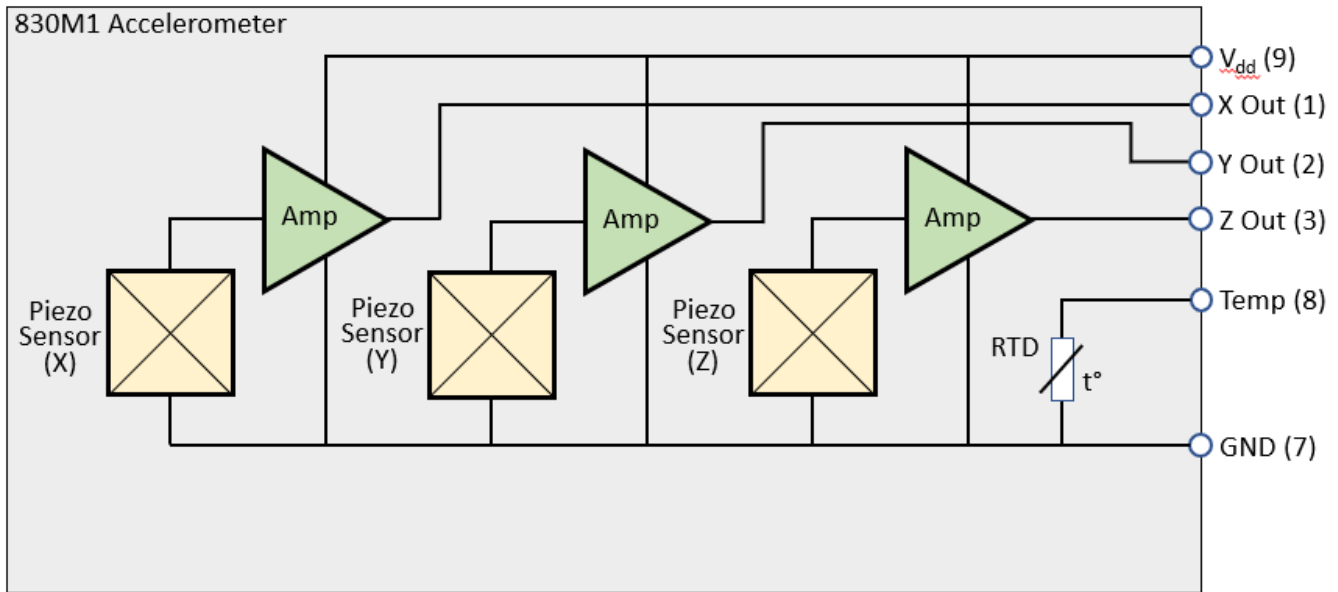 830M1 Accelerometer
Vdd (9)
X Out (1)
Y Out (2)
Z Out (3)
Temp (8)
GND (7)
Amp
Amp
Amp
Piezo
Sensor
(X)
Piezo
Sensor
(Y)
Piezo
Sensor
(Z)
RTD
t°